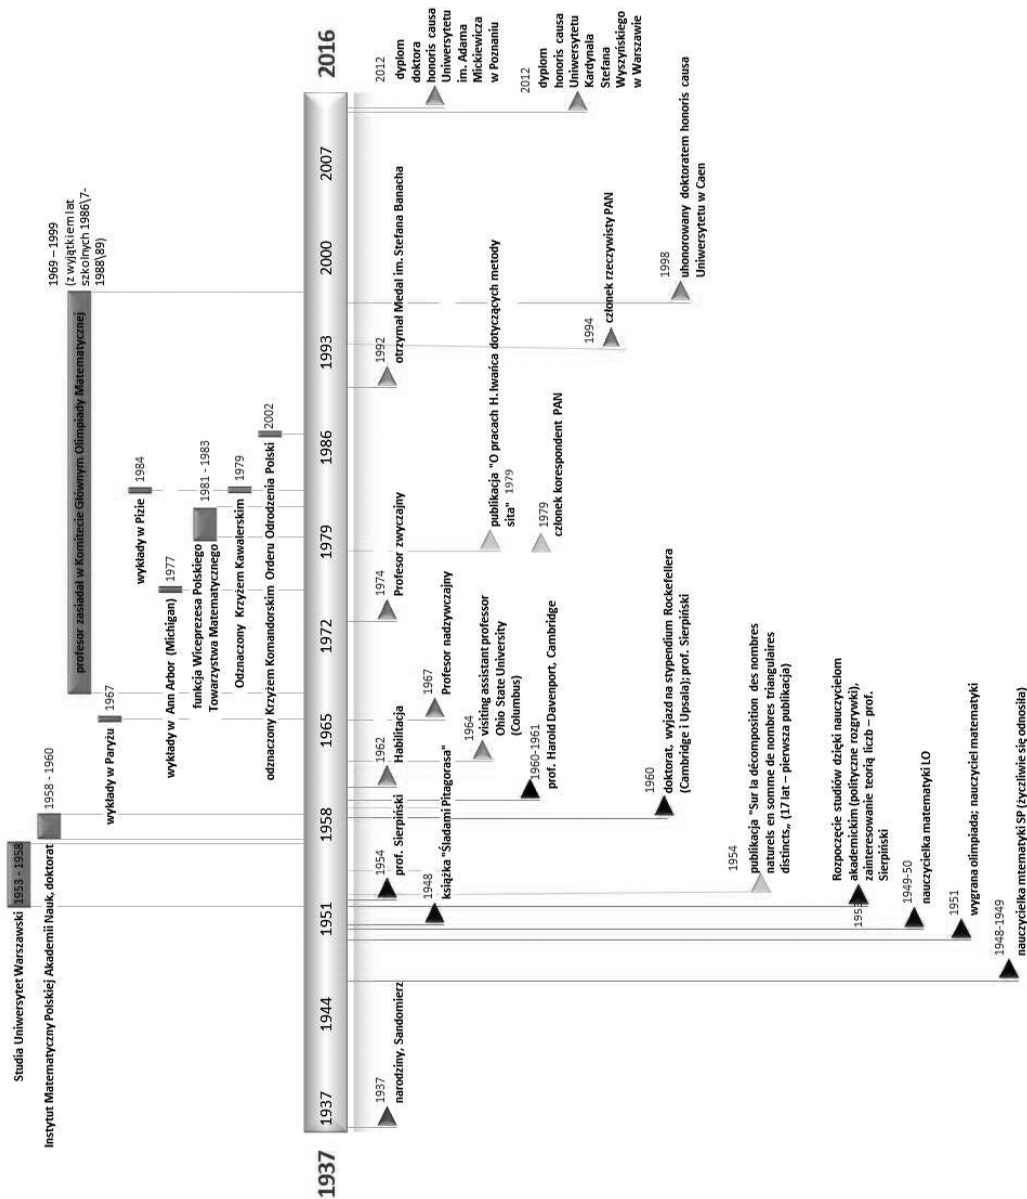 Studia Uniwersytet Warszawski
1953 - 1958
Instytut Matematyczny Polskiej Akademii Nauk, doktorat
1958 - 1960
profesor zasiadał w Komitecie Głównym Olimpiady Matematycznej
1969 – 1999
(z wyjątkiem lat
szkolnych 1986\7-
1988\89)
wykłady w Paryżu
1967
wykłady w Pizie
1984
wykłady w Ann Arbor (Michigan)
1977
funkcja Wiceprezesa Polskiego
Towarzystwa Matematycznego
1981 - 1983
Odznaczony Krzyżem Kawalerskim
1979
odznaczony Krzyżem Komandorskim Orderu Odrodzenia Polski
2002
1937
1937
1944
1951
1958
1965
1972
1979
1986
1993
2000
2007
2016
1937
narodziny, Sandomierz
1954
prof. Sierpiński
1962
Habilitacja
1974
Profesor zwyczajny
1992
otrzymał Medal im. Stefana Banacha
2012
dyplom
doktora
honoris causa
Uniwersytetu
im. Adama
Mickiewicza
w Poznaniu
1948
książka "Śladami Pitagorasa"
1967
Profesor nadzwyczajny
1964
visiting assistant professor
Ohio State University
(Columbus)
publikacja "O pracach H. Iwańca dotyczących metody
sita" 1979
1960-1961
prof. Harold Davenport, Cambridge
1979
członek korespondent PAN
2012
dyplom
honoris causa
Uniwersytetu
Kardynała
Stefana
Wyszyńskiego
w Warszawie
1994
członek rzeczywisty PAN
1960
doktorat, wyjazd na stypendium Rockefellera
(Cambridge i Upsala); prof. Sierpiński
1998
uhonorowany doktoratem honoris causa
Uniwersytetu w Caen
1954
publikacja "Sur la décomposition des nombres
naturels en somme de nombres triangulaires
distincts„ (17 lat – pierwsza publikacja)
Rozpoczęcie studiów dzięki nauczycielom
akademickim (polityczne rozgrywki),
zainteresowanie teorią liczb – prof.
Sierpiński
1949-50
nauczycielka matematyki LO
1951
wygrana olimpiada; nauczyciel matematyki
1948-1949
nauczycielka mtematyki SP (życzliwie się odnosiła)